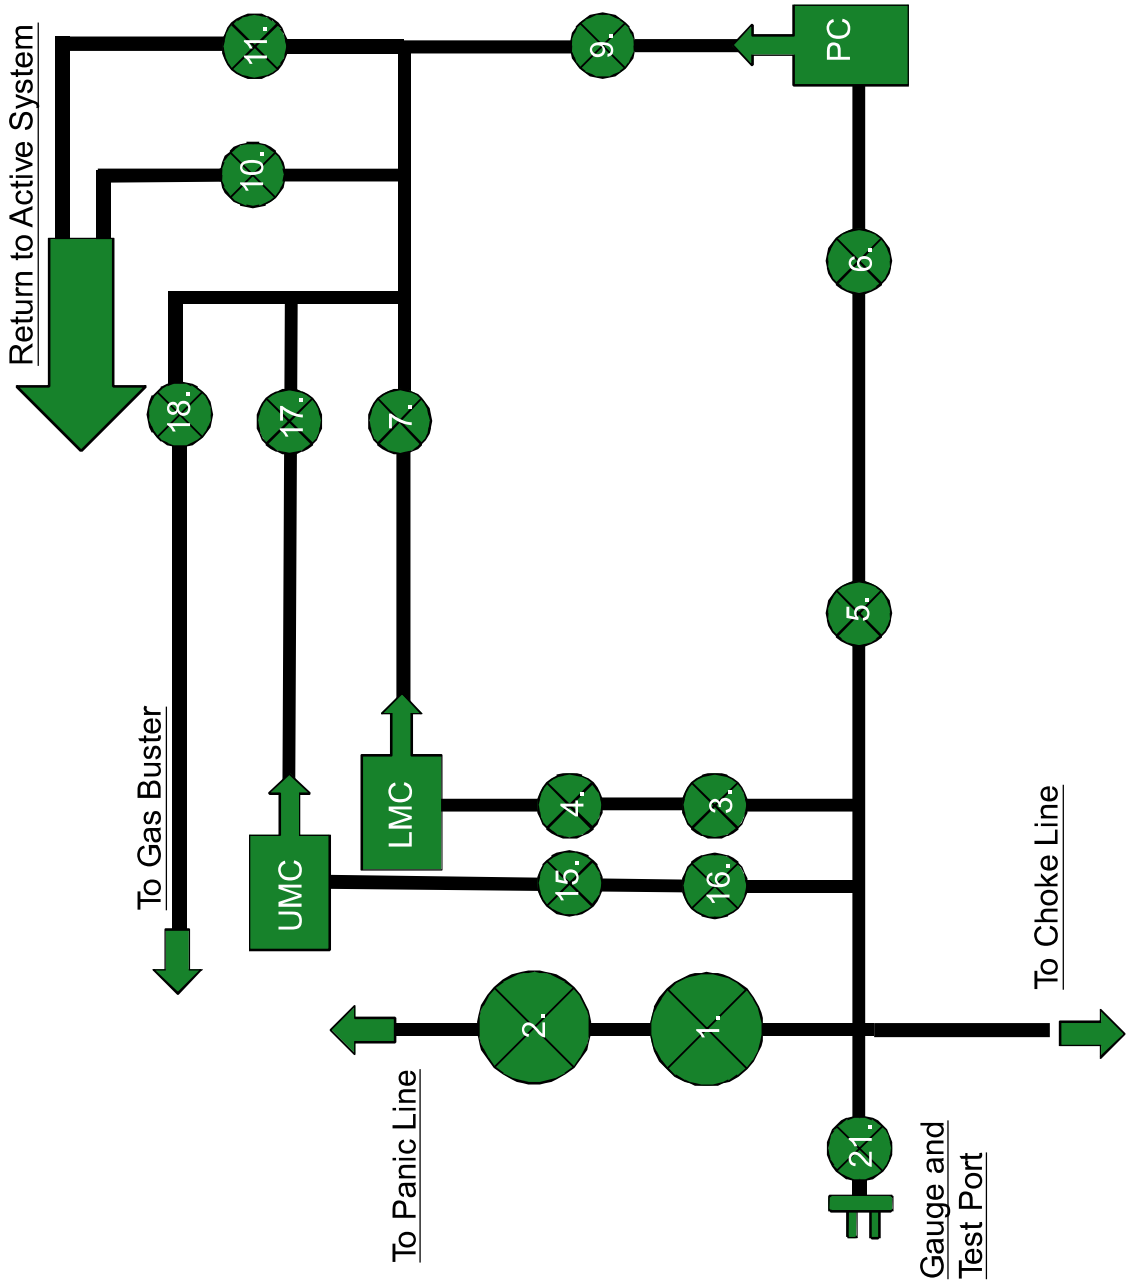 Return to Active System
To Gas Buster
18.
10.
11.
UMC
17.
To Panic Line
LMC
7.
2.
15.
4.
9.
1.
16.
3.
PC
21.
5.
6.
Gauge and
Test Port
To Choke Line